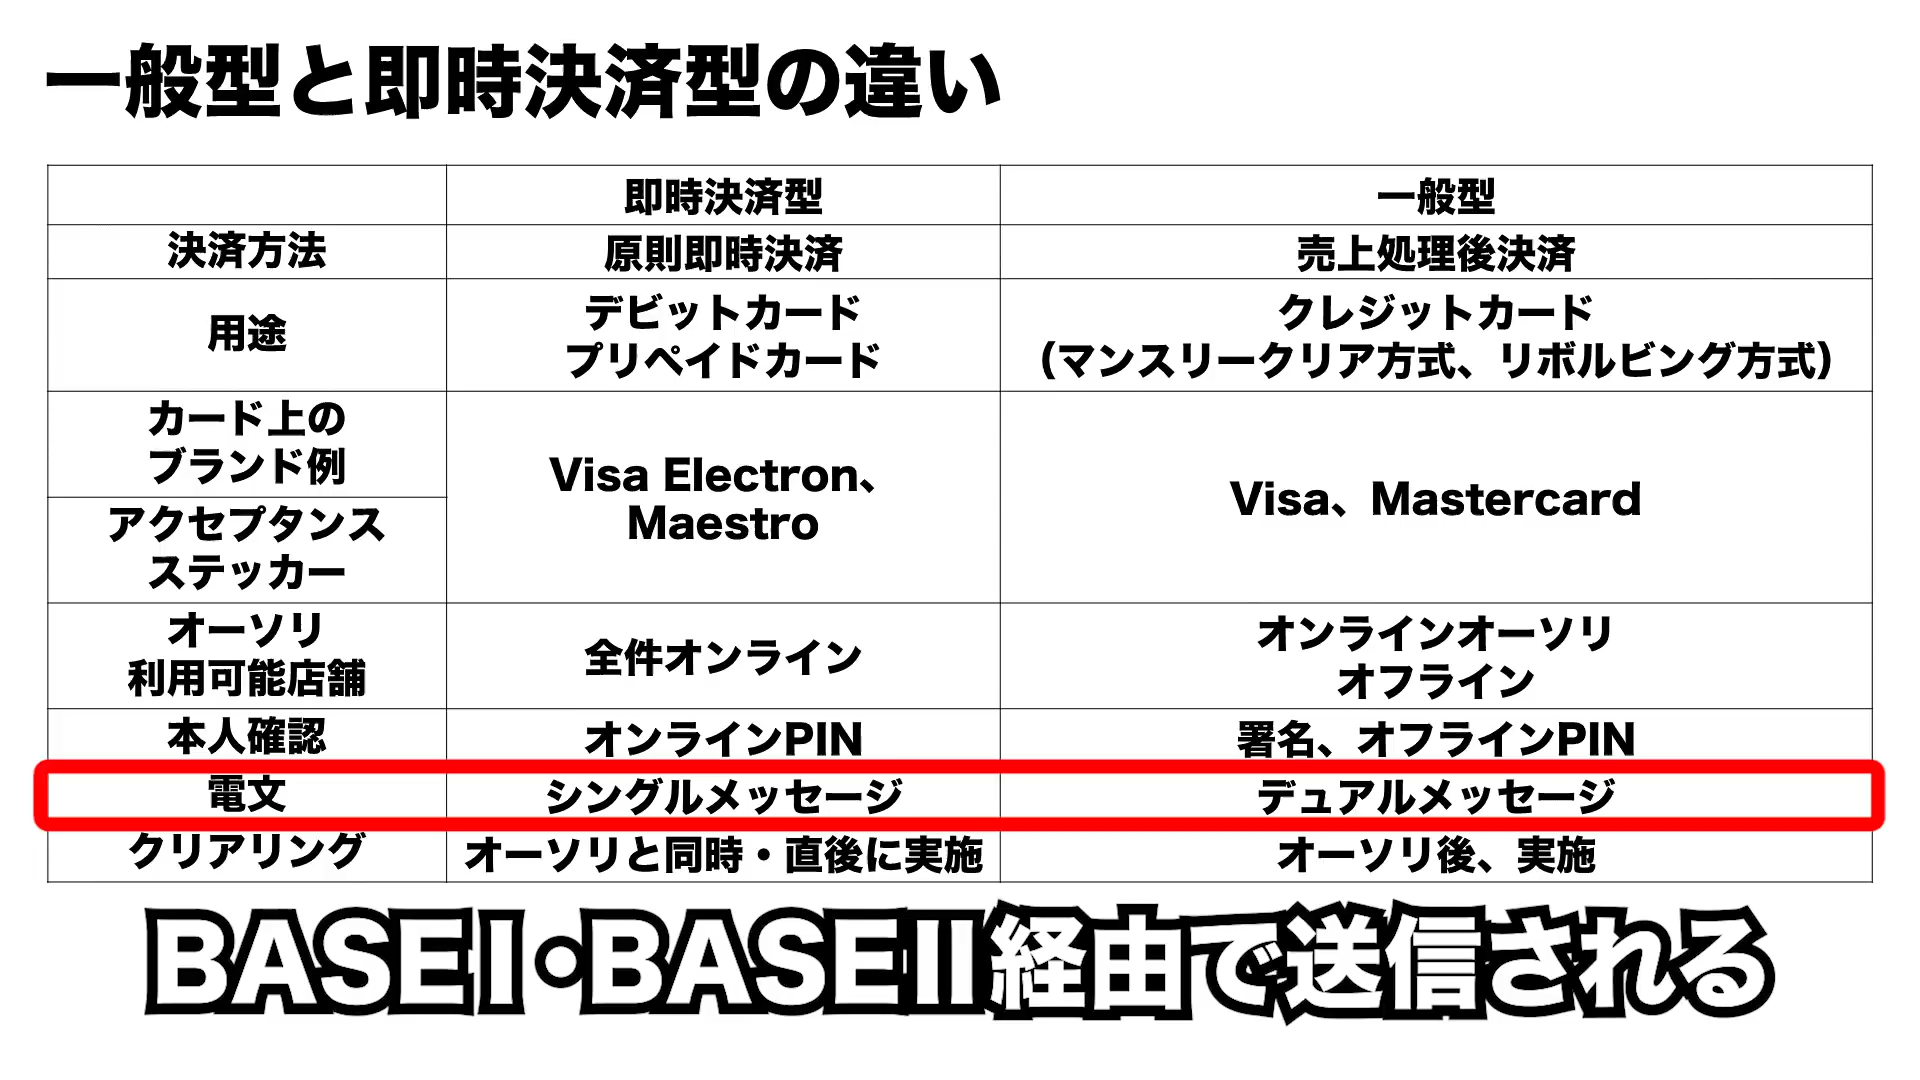 一般型と即時決済型の違い
即時決済型
一般型
決済方法
原則即時決済
売上処理後決済
用途
デビットカード
プリペイドカード
クレジットカード
（マンスリークリア方式、リボルビング方式）
カード上の
ブランド例
Visa Electron、
Maestro
Visa、Mastercard
アクセプタンス
ステッカー
オーソリ
利用可能店舗
全件オンライン
オンラインオーソリ
オフライン
本人確認
オンラインPIN
署名、オフラインPIN
電文
シングルメッセージ
デュアルメッセージ
クリアリング
オーソリと同時・直後に実施
オーソリ後、実施
BASEⅠ・BASEⅡ経由で送信される